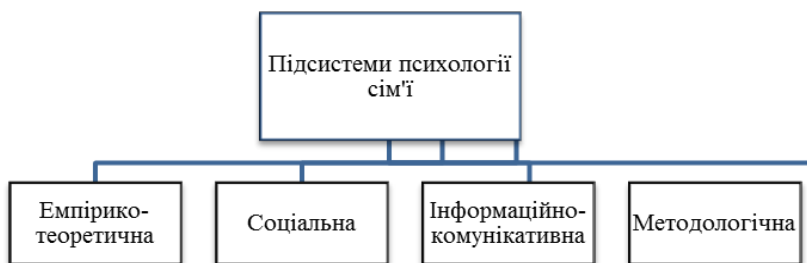 Підсистеми психології
сім'ї
Емпірико-
теоретична
Соціальна
Інформаційно-
комунікативна
Методологічна